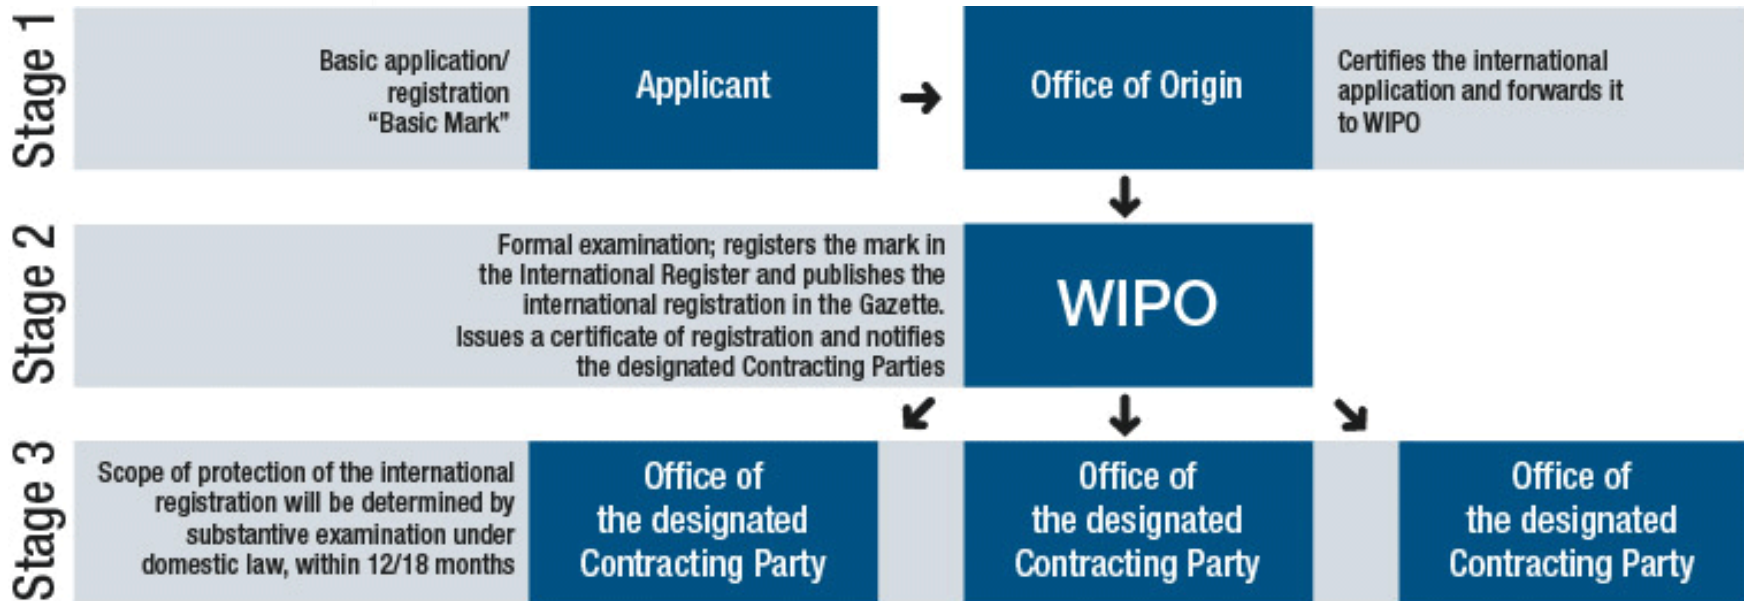 Stage 1
Basic application/
registration
“Basic Mark”
Applicant
Office of Origin
Certifies the international
application and forwards it
to WIPO
Stage 2
Formal examination; registers the mark in
the International Register and publishes the
international registration in the Gazette.
Issues a certificate of registration and notifies
the designated Contracting Parties
WIPO
Stage 3
Scope of protection of the international
registration will be determined by
substantive examination under
domestic law, within 12/18 months
Office of
the designated
Contracting Party
Office of
the designated
Contracting Party
Office of
the designated
Contracting Party